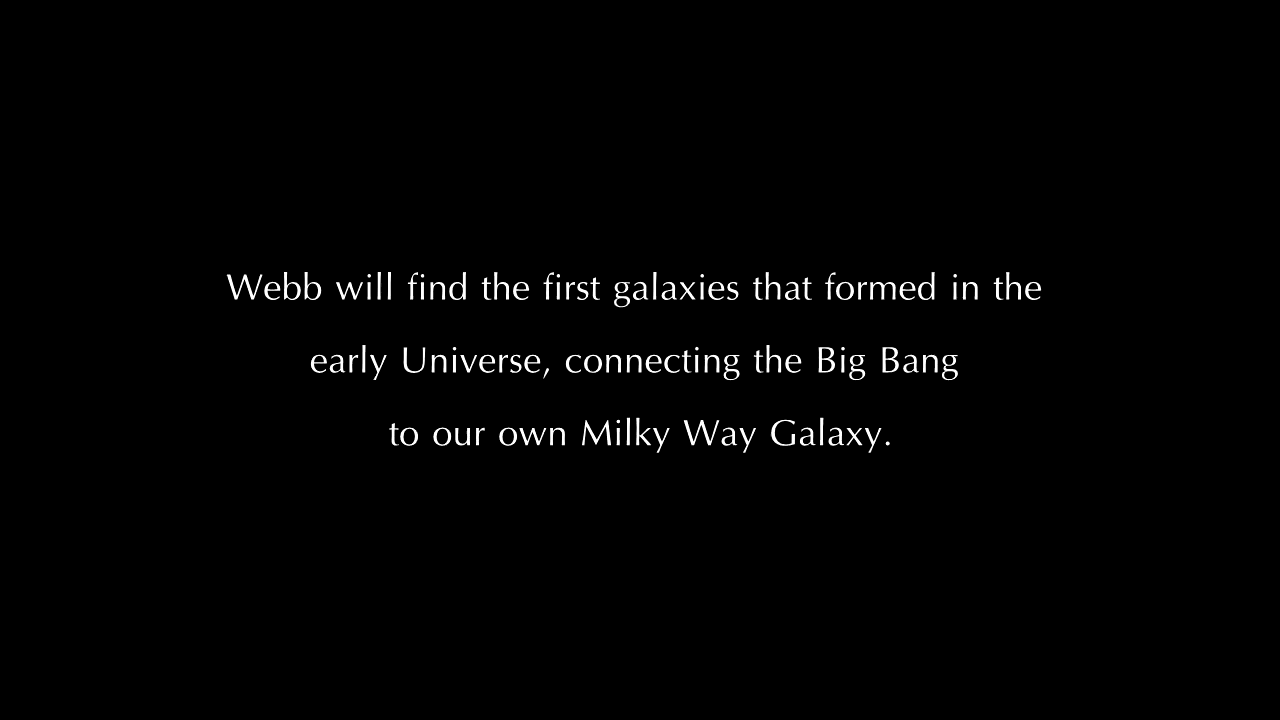 Webb will find the first galaxies that formed in the
early Universe, connecting the Big Bang
to our own Milky Way Galaxy.